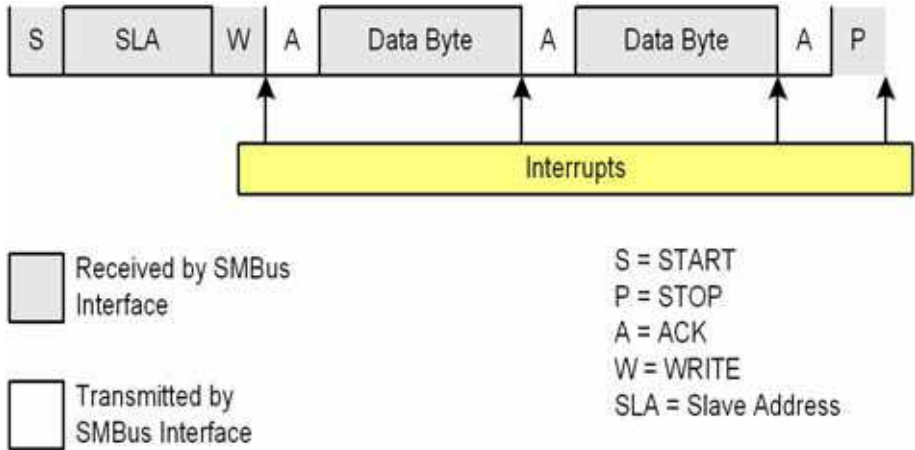 S SLA W A Data Byte A Data Byte A P
Interrupts
Received by SMBus
Interface
Transmitted by
SMBus Interface
S = START
P = STOP
A = ACK
W = WRITE
SLA = Slave Address